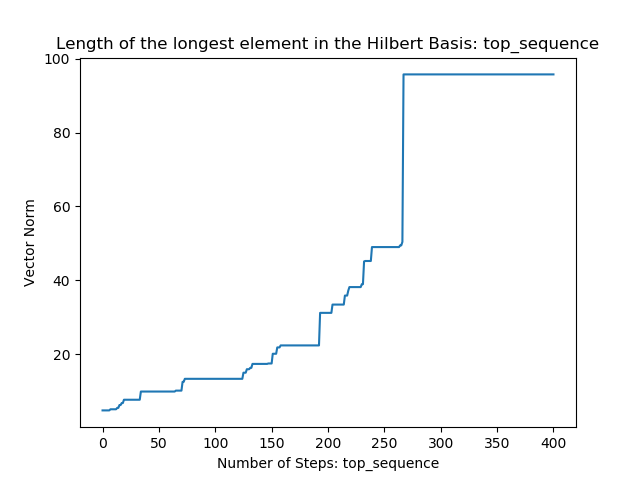 Length of the longest element in the Hilbert Basis: top_sequence
100
80
60
40
20
Vector Norm
0 50 100 150 200 250 300 350 400
Number of Steps: top_sequence